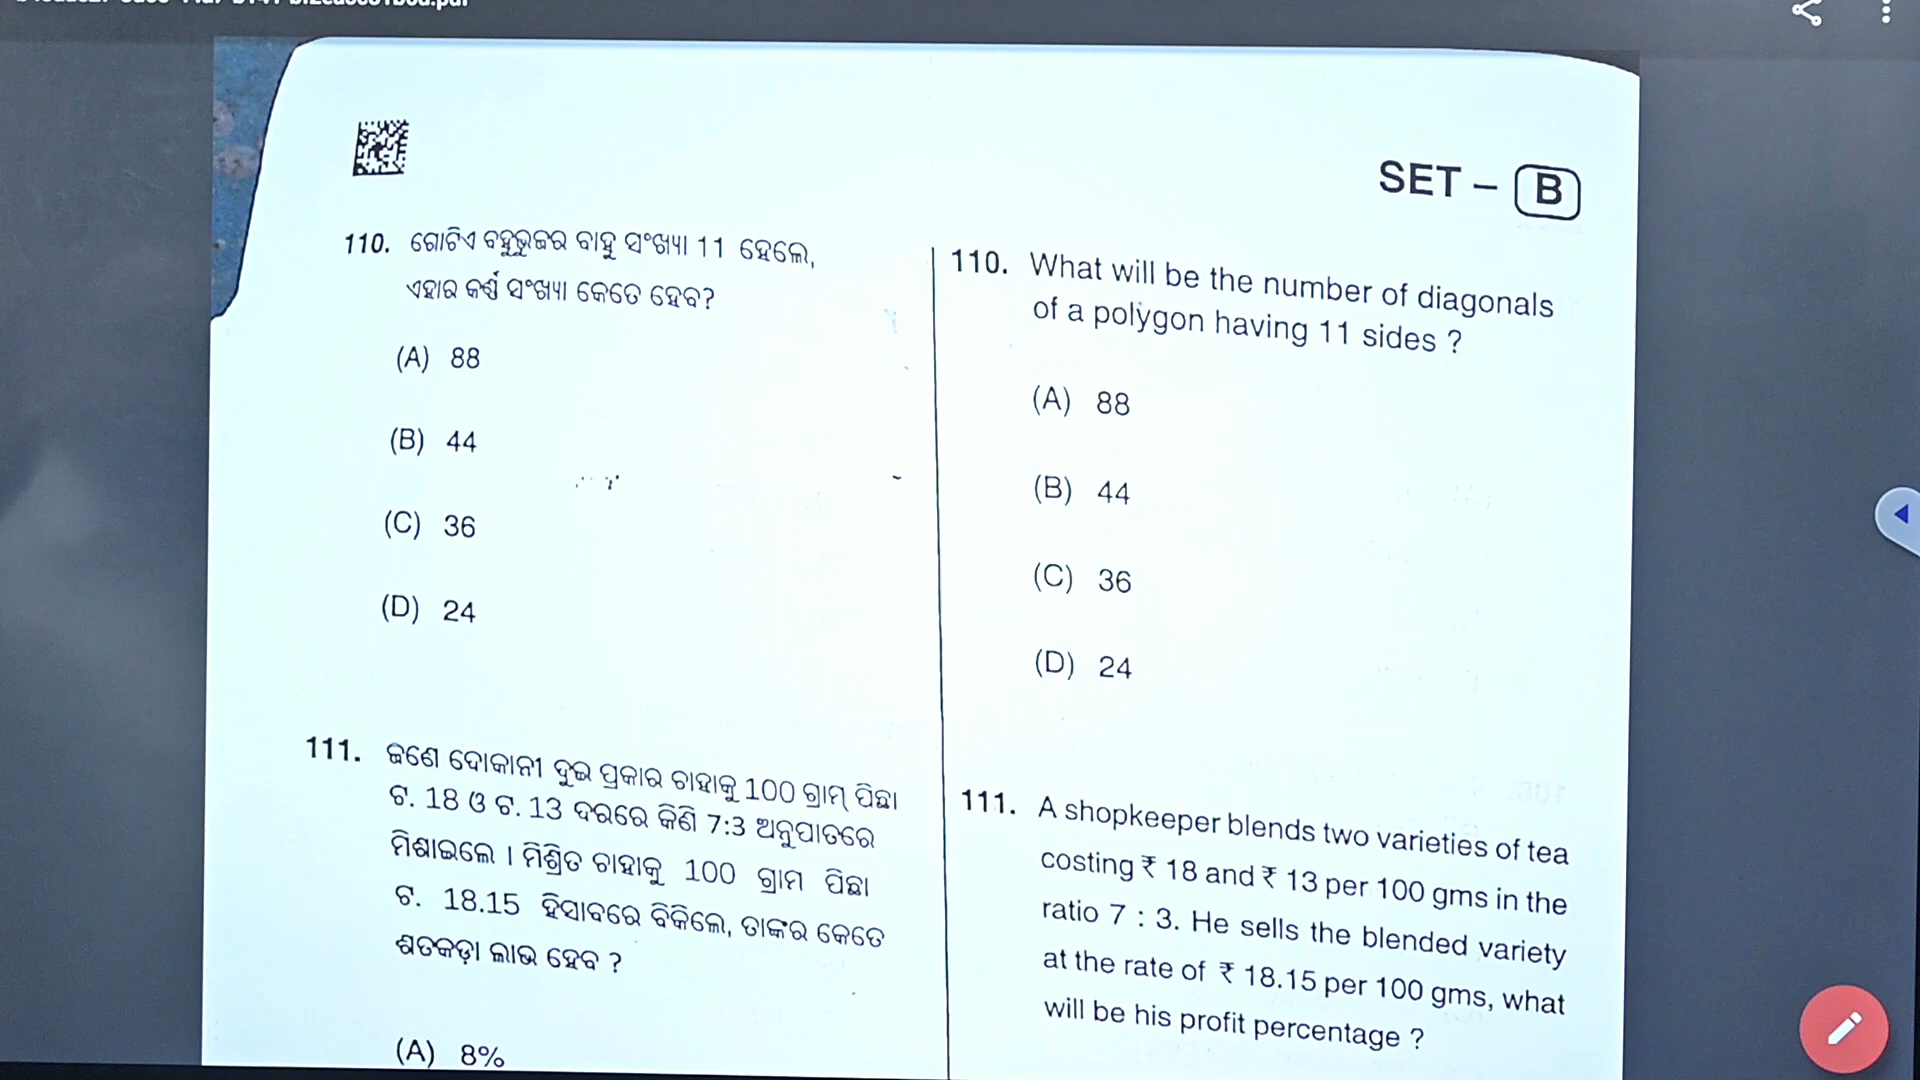 SET – B
110. ଗୋଟିଏ ବହୁଭୁଜର ବାହୁ ସଂଖ୍ୟା 11 ହେଲେ,
ଏହାର କର୍ଣ୍ଣ ସଂଖ୍ୟା କେତେ ହେବ?
(A) 88
(B) 44
(C) 36
(D) 24
111. ଜଣେ ଦୋକାନୀ ଦୁଇ ପ୍ରକାର ଚାହାକୁ 100 ଗ୍ରାମ୍ ପିଛା
ଟ. 18 ଓ ଟ. 13 ଦରରେ କିଣି 7:3 ଅନୁପାତରେ
ମିଶାଇଲେ । ମିଶ୍ରିତ ଚାହାକୁ 100 ଗ୍ରାମ ପିଛା
ଟ. 18.15 ହିସାବରେ ବିକିଲେ, ତାଙ୍କର କେତେ
ଶତକଡ଼ା ଲାଭ ହେବ ?
(A) 8%
110. What will be the number of diagonals
of a polygon having 11 sides ?
(A) 88
(B) 44
(C) 36
(D) 24
111. A shopkeeper blends two varieties of tea
costing ₹ 18 and ₹ 13 per 100 gms in the
ratio 7 : 3. He sells the blended variety
at the rate of ₹ 18.15 per 100 gms, what
will be his profit percentage ?